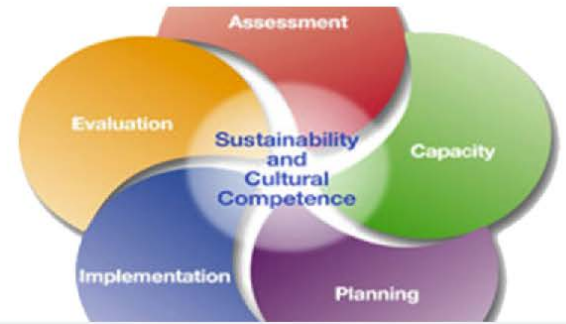 Assessment
Evaluation
Capacity
Sustainability
and
Cultural
Competence
Implementation
Planning